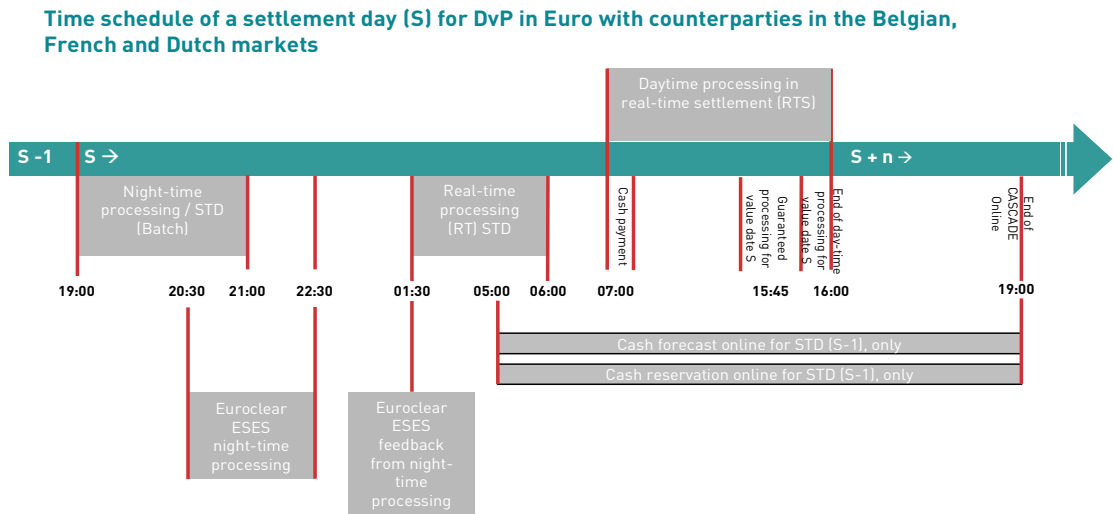 Time schedule of a settlement day (S) for DvP in Euro with counterparties in the Belgian,
French and Dutch markets
Daytime processing in
real-time settlement (RTS)
S -1
S →
S + n →
Night-time
processing / STD
(Batch)
Real-time
processing
(RT) STD
Cash payment
Guaranteed
processing for
value date S
End of day-time
processing for
value date S
End of
CASCADE
Online
19:00
20:30
21:00
22:30
01:30
05:00
06:00
07:00
15:45
16:00
19:00
Cash forecast online for STD (S-1), only
Cash reservation online for STD (S-1), only
Euroclear
ESES
night-time
processing
Euroclear
ESES
feedback
from night-
time
processing